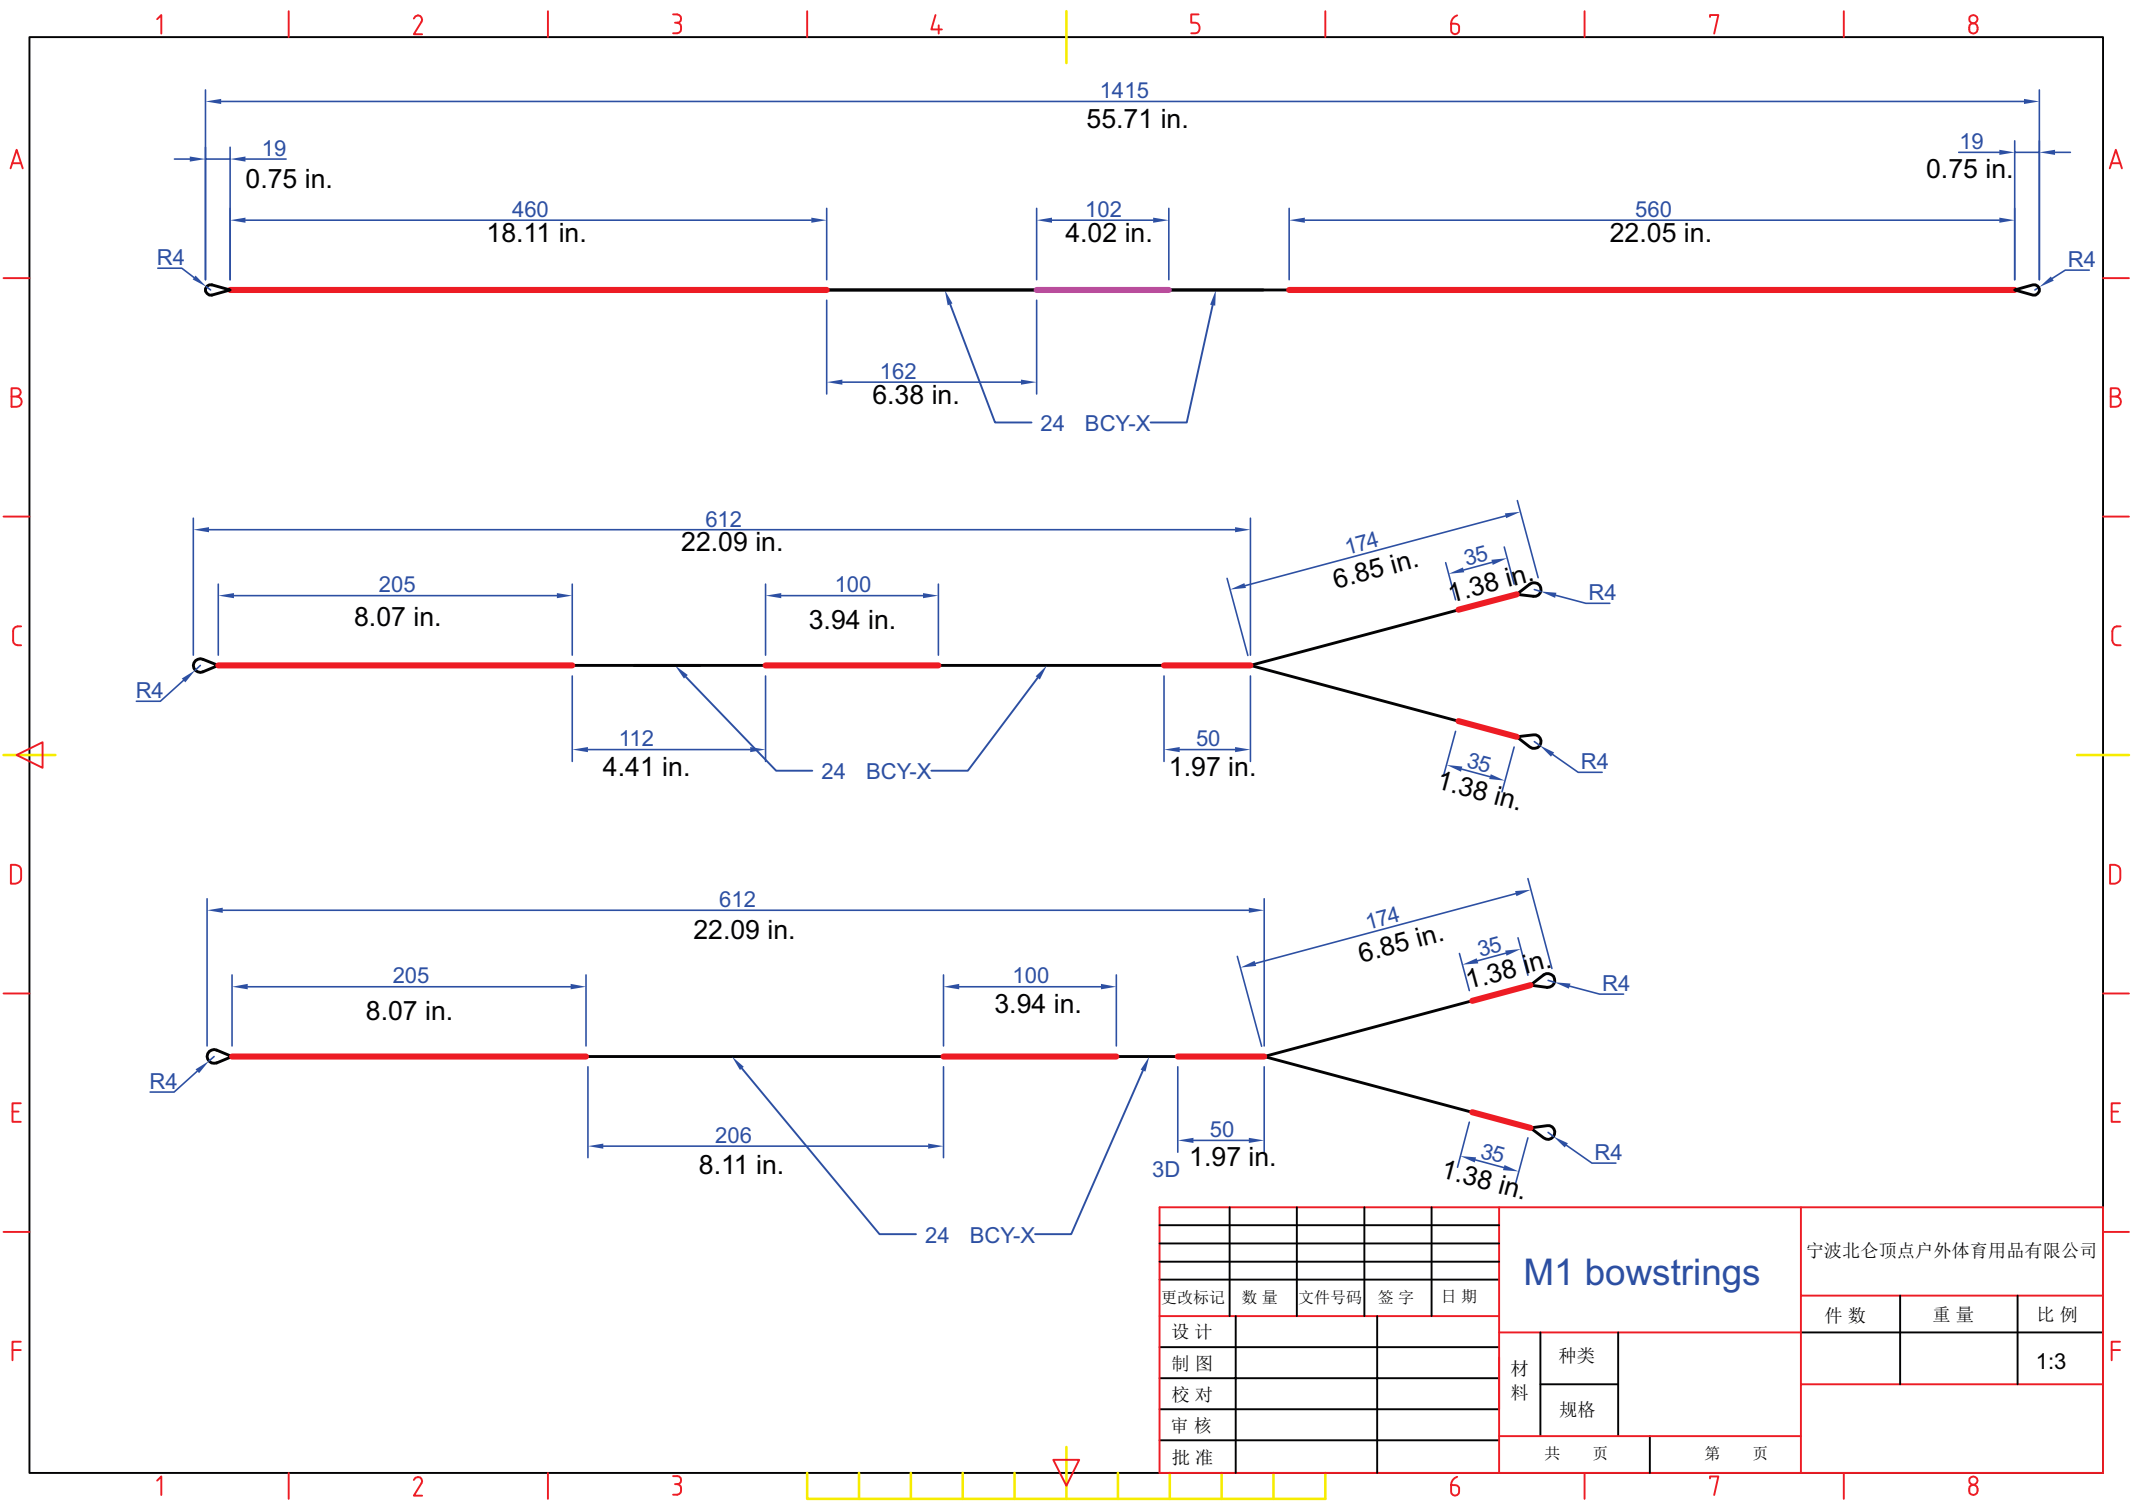 1 2 3 4 5 6 7 8
A A
1415
55.71 in.
19
0.75 in.
19
0.75 in.
460
18.11 in.
102
4.02 in.
560
22.05 in.
R4
R4
162
6.38 in.
B B
24 BCY-X
612
22.09 in.
174
6.85 in.
35
1.38 in.
R4
205
8.07 in.
100
3.94 in.
C C
R4
112
4.41 in.
24 BCY-X
50
1.97 in.
35
1.38 in.
R4
D D
612
22.09 in.
174
6.85 in.
35
1.38 in.
R4
205
8.07 in.
100
3.94 in.
R4
E E
206
8.11 in.
3D
50
1.97 in.
35
1.38 in.
R4
24 BCY-X
M1 bowstrings
宁波北仑顶点户外体育用品有限公司
更改标记 数量 文件号码 签字 日期
件数 重量 比例
1:3
设计
制图
校对
审核
批准
材料
种类
规格
共 页 第 页
F F
1 2 3 6 7 8